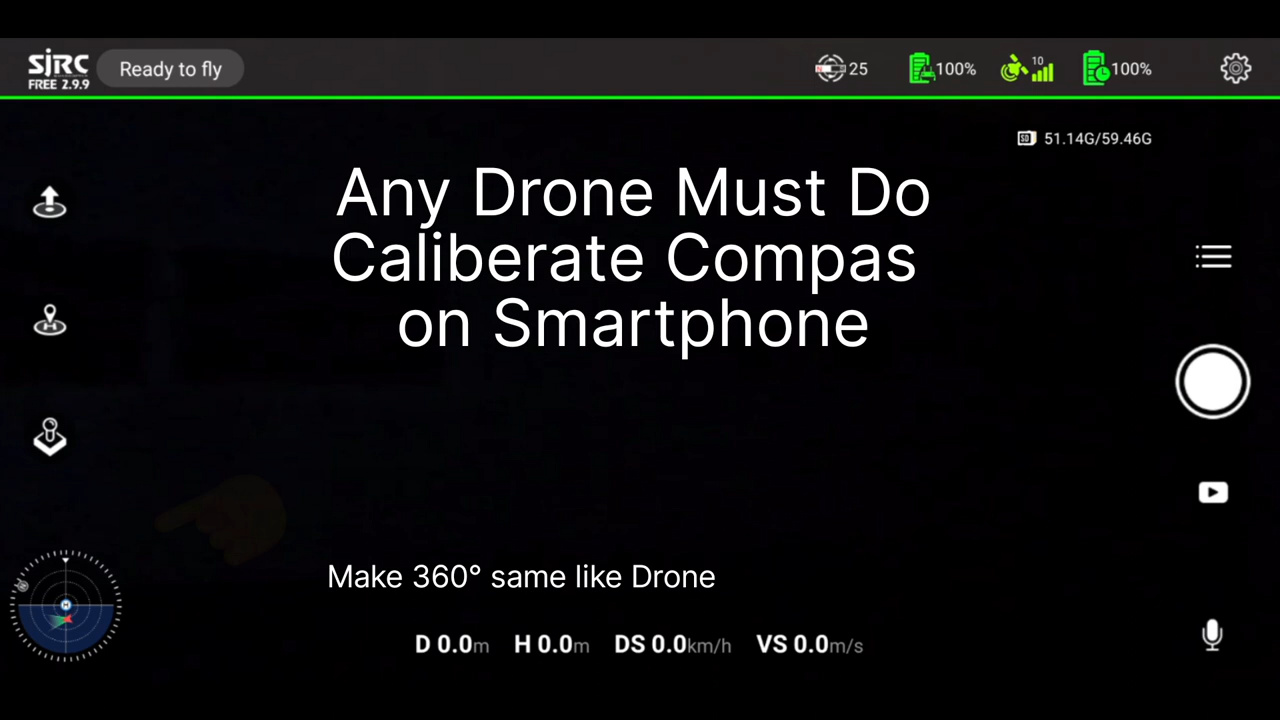 SJRC
FREE 2.9.9
Ready to fly
25
100%
10
100%
SD 51.14G/59.46G
Any Drone Must Do
Caliberate Compas
on Smartphone
H
Make 360° same like Drone
D 0.0m H 0.0m DS 0.0km/h VS 0.0m/s